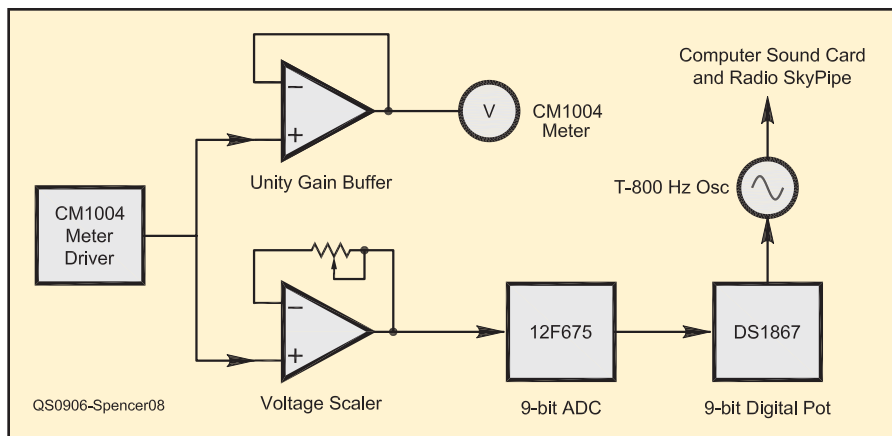 Computer Sound Card
and Radio SkyPipe
−
+
V
CM1004
Meter
Unity Gain Buffer
T-800 Hz Osc
CM1004
Meter
Driver
−
+
12F675
DS1867
QS0906-Spencer08
Voltage Scaler
9-bit ADC
9-bit Digital Pot